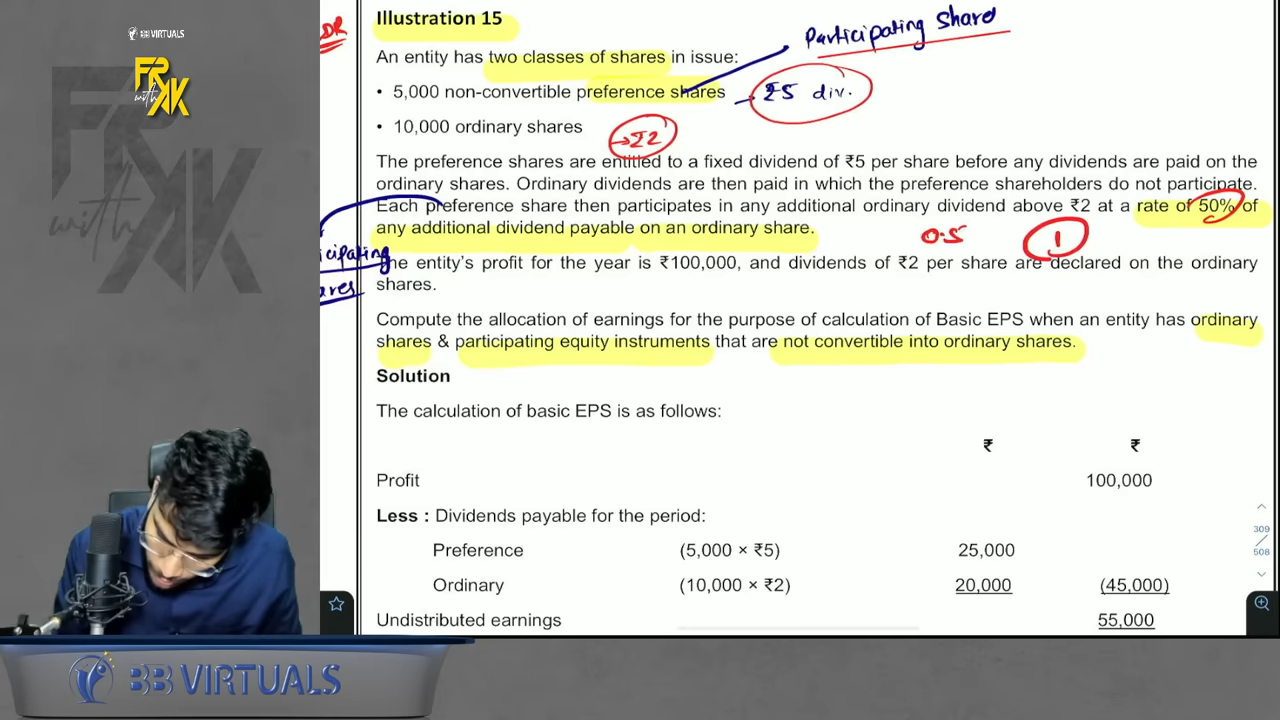 BB VIRTUALS
FR
with
AK
FR
with
AK
DR
Illustration 15
Participating Share
An entity has two classes of shares in issue:
• 5,000 non-convertible preference shares
₹5 div.
• 10,000 ordinary shares
→₹2
The preference shares are entitled to a fixed dividend of ₹5 per share before any dividends are paid on the
ordinary shares. Ordinary dividends are then paid in which the preference shareholders do not participate.
Each preference share then participates in any additional ordinary dividend above ₹2 at a rate of 50% of
any additional dividend payable on an ordinary share.
0.5
1
icipating
ares
The entity's profit for the year is ₹100,000, and dividends of ₹2 per share are declared on the ordinary
shares.
Compute the allocation of earnings for the purpose of calculation of Basic EPS when an entity has ordinary
shares & participating equity instruments that are not convertible into ordinary shares.
Solution
The calculation of basic EPS is as follows:
₹ ₹
Profit 100,000
Less : Dividends payable for the period:
Preference (5,000 × ₹5) 25,000
Ordinary (10,000 × ₹2) 20,000 (45,000)
Undistributed earnings 55,000
309
508
BB VIRTUALS